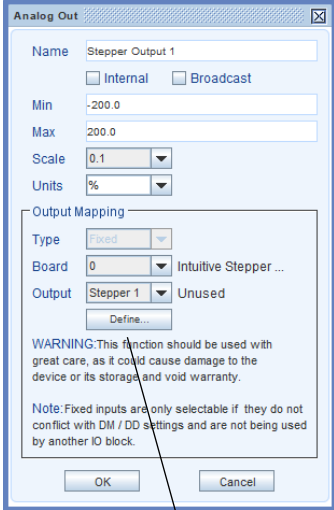 Analog Out
Name Stepper Output 1
Internal Broadcast
Min -200.0
Max 200.0
Scale 0.1
Units %
Output Mapping
Type Fixed
Board 0 Intuitive Stepper ...
Output Stepper 1 Unused
Define...
WARNING:This function should be used with
great care, as it could cause damage to the
device or its storage and void warranty.
Note:Fixed inputs are only selectable if they do not
conflict with DM / DD settings and are not being used
by another IO block.
OK Cancel